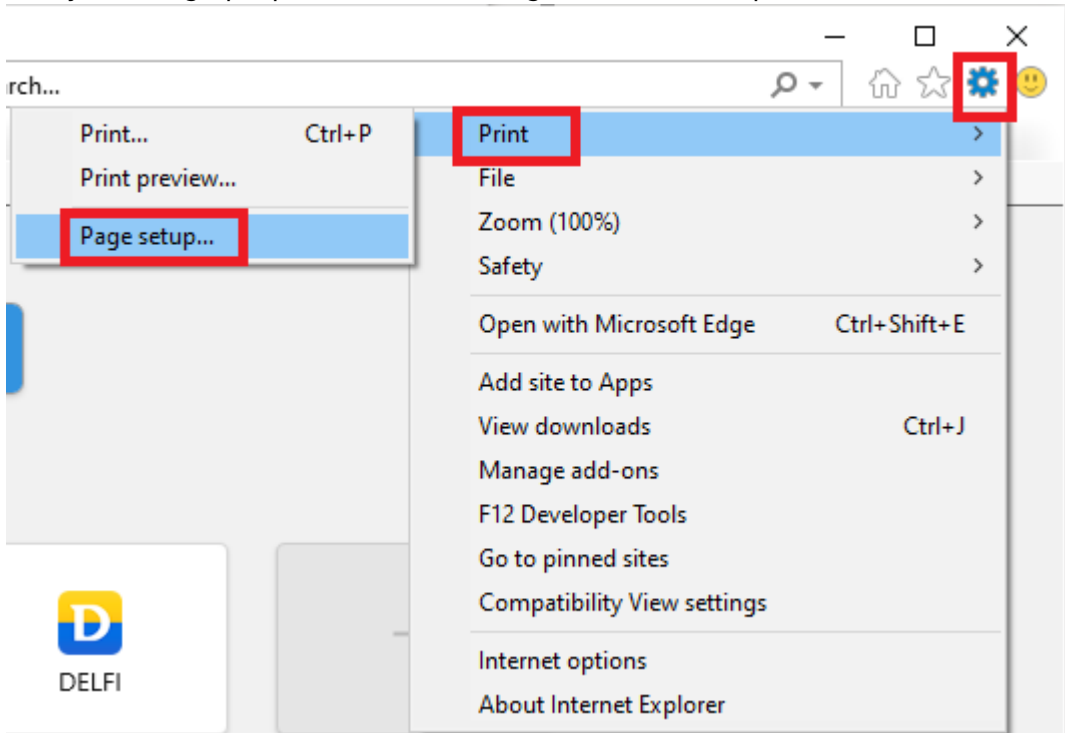 rch...
Print... Ctrl+P
Print preview...
Page setup...
Print
File
Zoom (100%)
Safety
Open with Microsoft Edge Ctrl+Shift+E
Add site to Apps
View downloads Ctrl+J
Manage add-ons
F12 Developer Tools
Go to pinned sites
Compatibility View settings
Internet options
About Internet Explorer
D
DELFI